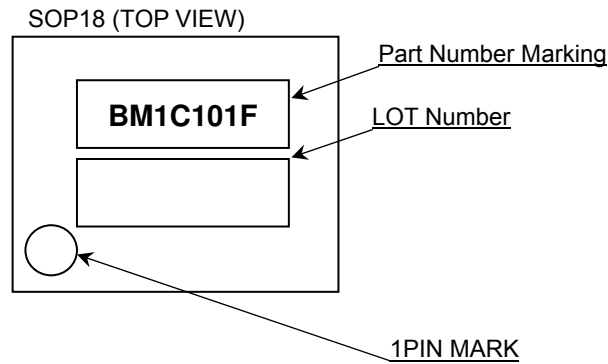 SOP18 (TOP VIEW)
Part Number Marking
BM1C101F
LOT Number
1PIN MARK